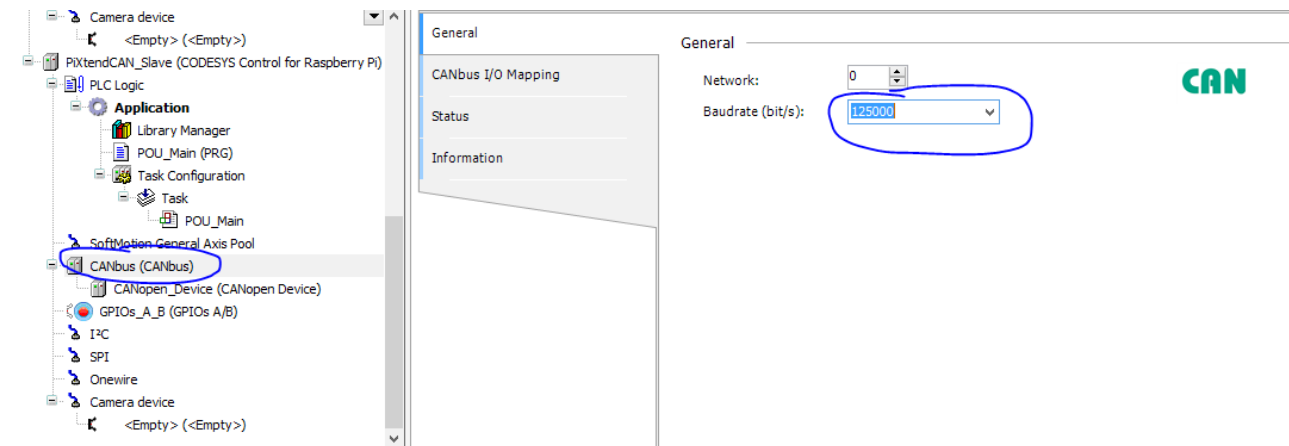 Camera device
<Empty> (<Empty>)
PiXtendCAN_Slave (CODESYS Control for Raspberry Pi)
PLC Logic
Application
Library Manager
POU_Main (PRG)
Task Configuration
Task
POU_Main
SoftMotion General Axis Pool
CANbus (CANbus)
CANopen_Device (CANopen Device)
GPIOs_A_B (GPIOs A/B)
I²C
SPI
Onewire
Camera device
<Empty> (<Empty>)
General
CANbus I/O Mapping
Status
Information
General
Network: 0
Baudrate (bit/s): 125000
CAN